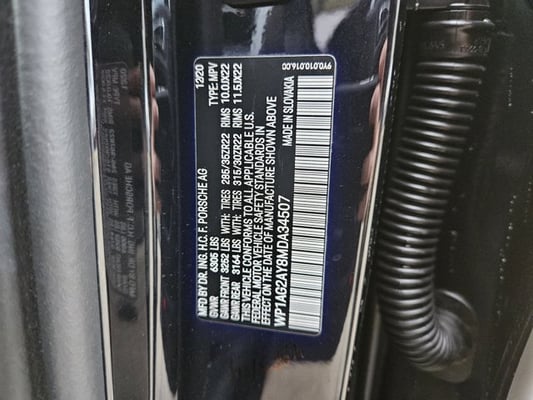 9Y0.010.016.CC
MFD BY DR. ING. H.C. F. PORSCHE AG 12/20
GVWR 6305 LBS TYPE: MPV
GAWR FRONT 3262 LBS WITH TIRES 285/35ZR22 RIMS 10.0JX22
GAWR REAR 3164 LBS WITH TIRES 315/30ZR22 RIMS 11.5JX22
THIS VEHICLE CONFORMS TO ALL APPLICABLE U.S.
FEDERAL MOTOR VEHICLE SAFETY STANDARDS IN
EFFECT ON THE DATE OF MANUFACTURE SHOWN ABOVE
WP1AG2AY8MDA34507 MADE IN SLOVAKIA